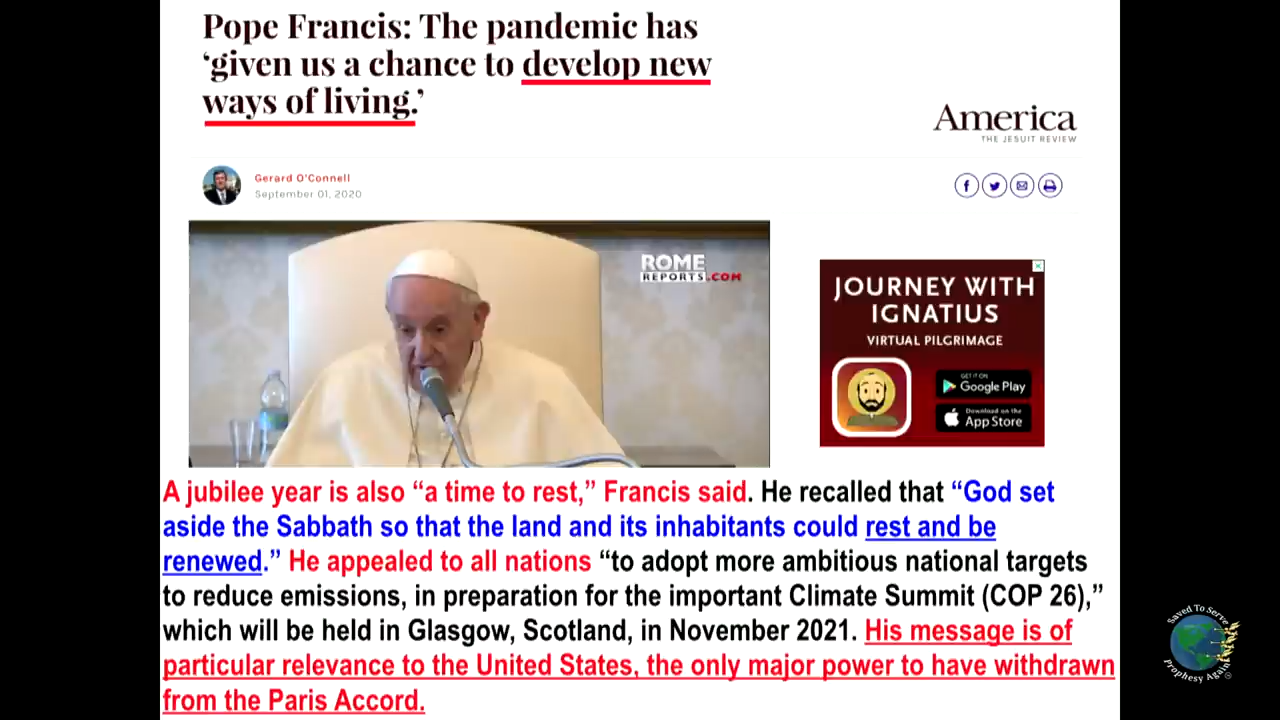 Pope Francis: The pandemic has
‘given us a chance to develop new
ways of living.’
America
THE JESUIT REVIEW
Gerard O'Connell
September 01, 2020
ROME
REPORTS.COM
JOURNEY WITH
IGNATIUS
VIRTUAL PILGRIMAGE
GET IT ON
Google Play
Download on the
App Store
A jubilee year is also “a time to rest,” Francis said. He recalled that “God set
aside the Sabbath so that the land and its inhabitants could rest and be
renewed.” He appealed to all nations “to adopt more ambitious national targets
to reduce emissions, in preparation for the important Climate Summit (COP 26),”
which will be held in Glasgow, Scotland, in November 2021. His message is of
particular relevance to the United States, the only major power to have withdrawn
from the Paris Accord.
Saved To Serve
Prophesy Again